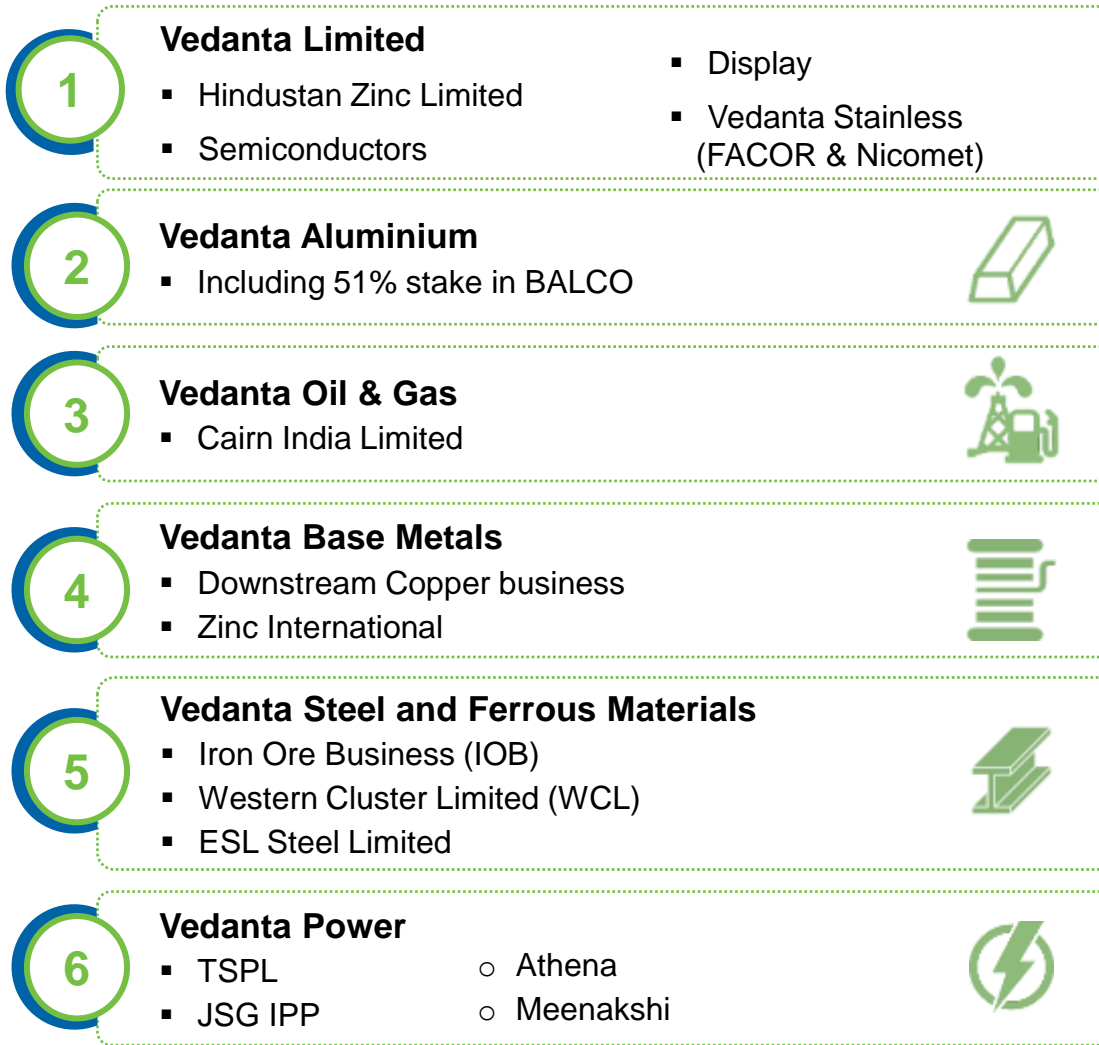 1
Vedanta Limited
▪ Hindustan Zinc Limited
▪ Semiconductors
▪ Display
▪ Vedanta Stainless
(FACOR & Nicomet)
2
Vedanta Aluminium
▪ Including 51% stake in BALCO
3
Vedanta Oil & Gas
▪ Cairn India Limited
4
Vedanta Base Metals
▪ Downstream Copper business
▪ Zinc International
5
Vedanta Steel and Ferrous Materials
▪ Iron Ore Business (IOB)
▪ Western Cluster Limited (WCL)
▪ ESL Steel Limited
6
Vedanta Power
▪ TSPL
▪ JSG IPP
o Athena
o Meenakshi